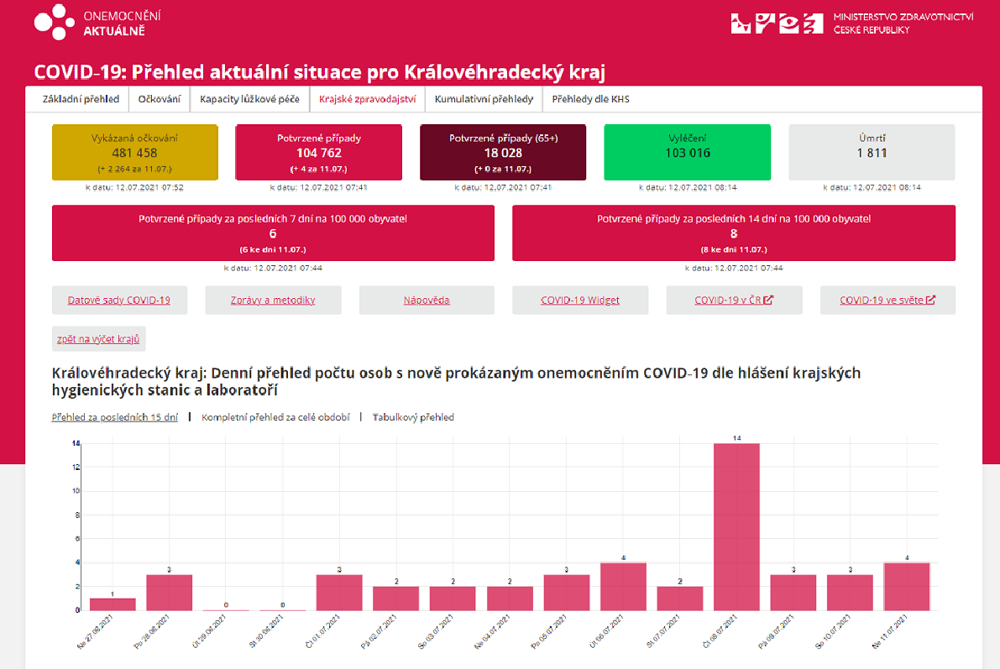 ONEMOCNĚNÍ
AKTUÁLNĚ
MINISTERSTVO ZDRAVOTNICTVÍ
ČESKÉ REPUBLIKY
COVID-19: Přehled aktuální situace pro Královéhradecký kraj
Základní přehled Očkování Kapacity lůžkové péče Krajské zpravodajství Kumulativní přehledy Přehledy dle KHS
Vykázaná očkování
481 458
(+ 2 264 za 11.07.)
k datu: 12.07.2021 07:52
Potvrzené případy
104 762
(+ 4 za 11.07.)
k datu: 12.07.2021 07:41
Potvrzené případy (65+)
18 028
(+ 0 za 11.07.)
k datu: 12.07.2021 07:41
Vyléčení
103 016
k datu: 12.07.2021 08:14
Úmrtí
1 811
k datu: 12.07.2021 08:14
Potvrzené případy za posledních 7 dní na 100 000 obyvatel
6
(6 ke dni 11.07.)
k datu: 12.07.2021 07:44
Potvrzené případy za posledních 14 dní na 100 000 obyvatel
8
(8 ke dni 11.07.)
k datu: 12.07.2021 07:44
Datové sady COVID-19 Zprávy a metodiky Nápověda COVID-19 Widget COVID-19 v ČR COVID-19 ve světe
zpět na výčet krajů
Královéhradecký kraj: Denní přehled počtu osob s nově prokázaným onemocněním COVID-19 dle hlášení krajských
hygienických stanic a laboratoří
Přehled za posledních 15 dní | Kompletní přehled za celé období | Tabulkový přehled
14
12
10
8
6
4
2
0
1 3 0 0 3 2 2 2 3 4 2 14 3 3 4
Ne 27.06.2021
Po 28.06.2021
Út 29.06.2021
St 30.06.2021
Čt 01.07.2021
Pá 02.07.2021
So 03.07.2021
Ne 04.07.2021
Po 05.07.2021
Út 06.07.2021
St 07.07.2021
Čt 08.07.2021
Pá 09.07.2021
So 10.07.2021
Ne 11.07.2021